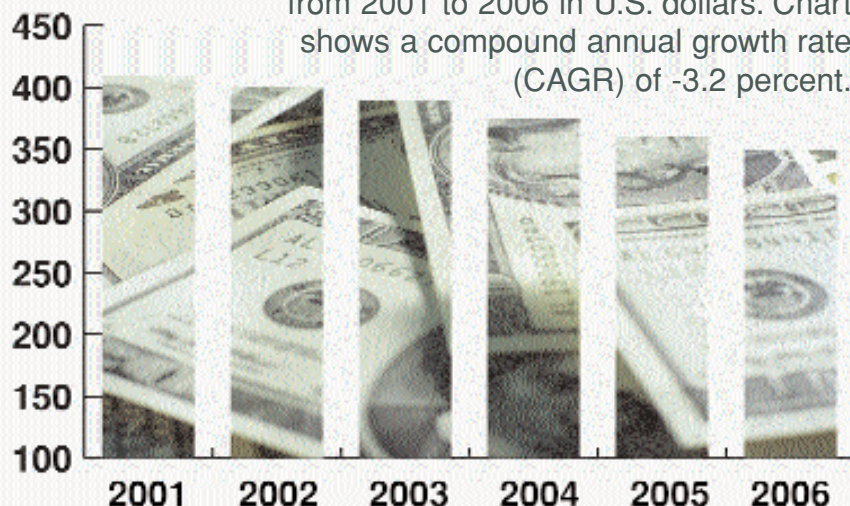 from 2001 to 2006 in U.S. dollars. Chart
shows a compound annual growth rate
(CAGR) of -3.2 percent.
450
400
350
300
250
200
150
100
2001 2002 2003 2004 2005 2006